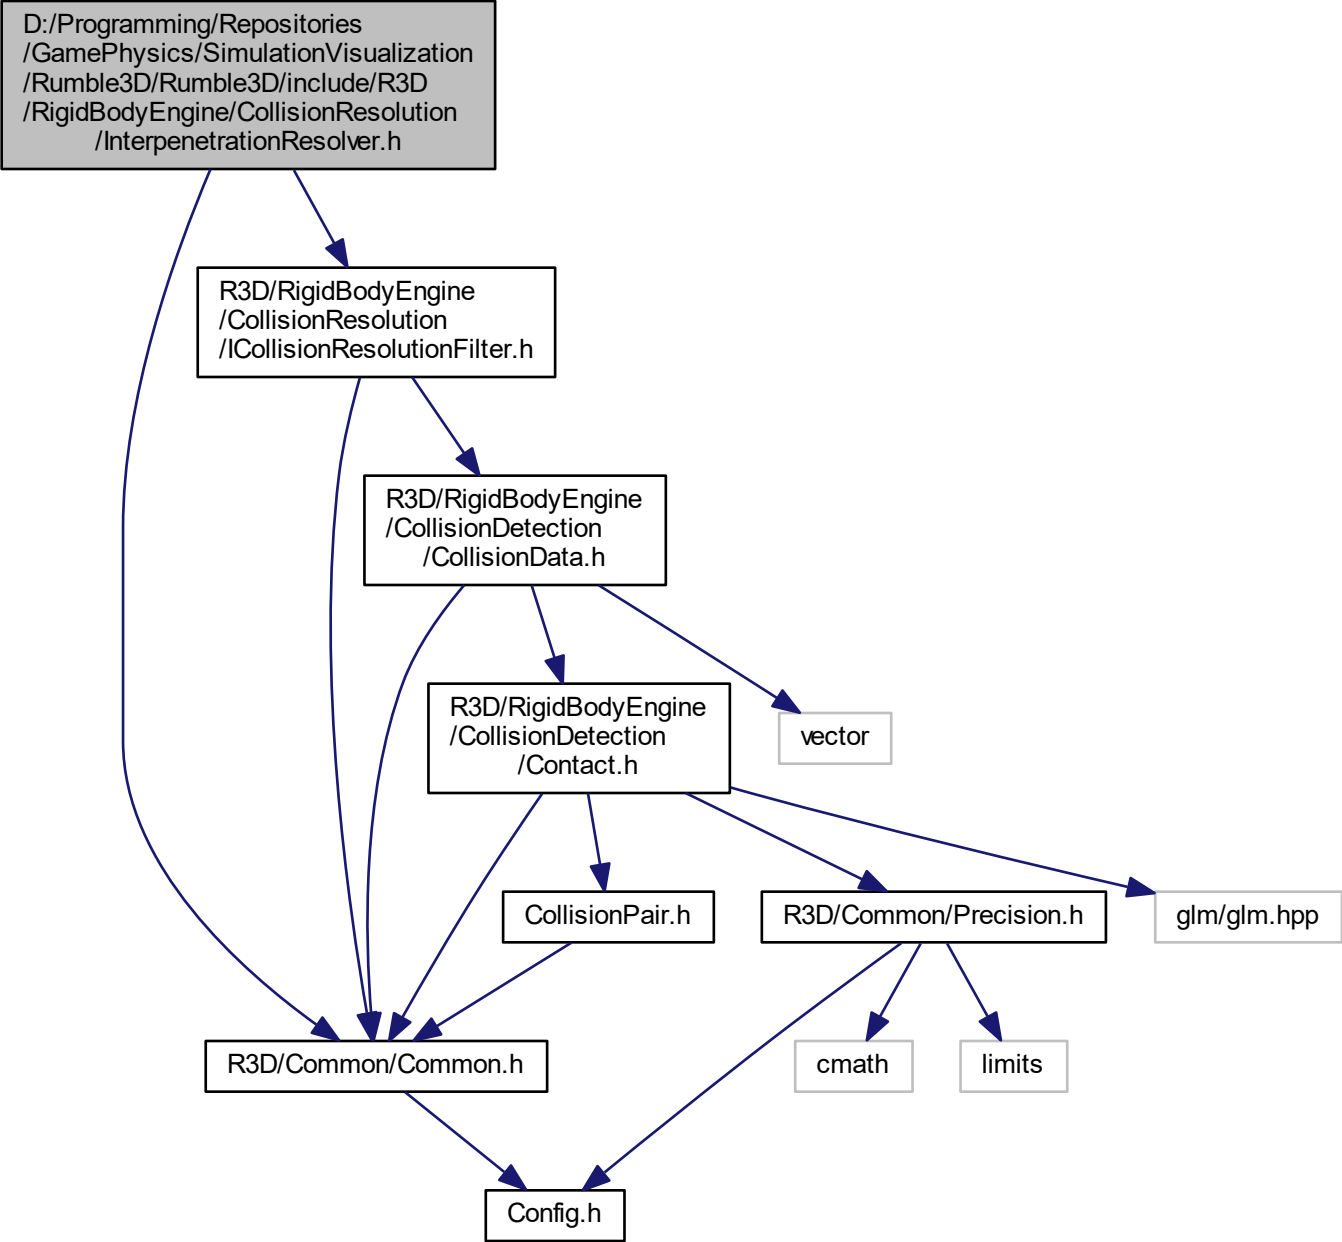 D:/Programming/Repositories
/GamePhysics/SimulationVisualization
/Rumble3D/Rumble3D/include/R3D
/RigidBodyEngine/CollisionResolution
/InterpenetrationResolver.h
R3D/RigidBodyEngine
/CollisionResolution
/ICollisionResolutionFilter.h
R3D/RigidBodyEngine
/CollisionDetection
/CollisionData.h
R3D/RigidBodyEngine
/CollisionDetection
/Contact.h
vector
CollisionPair.h
R3D/Common/Precision.h
glm/glm.hpp
R3D/Common/Common.h
cmath
limits
Config.h